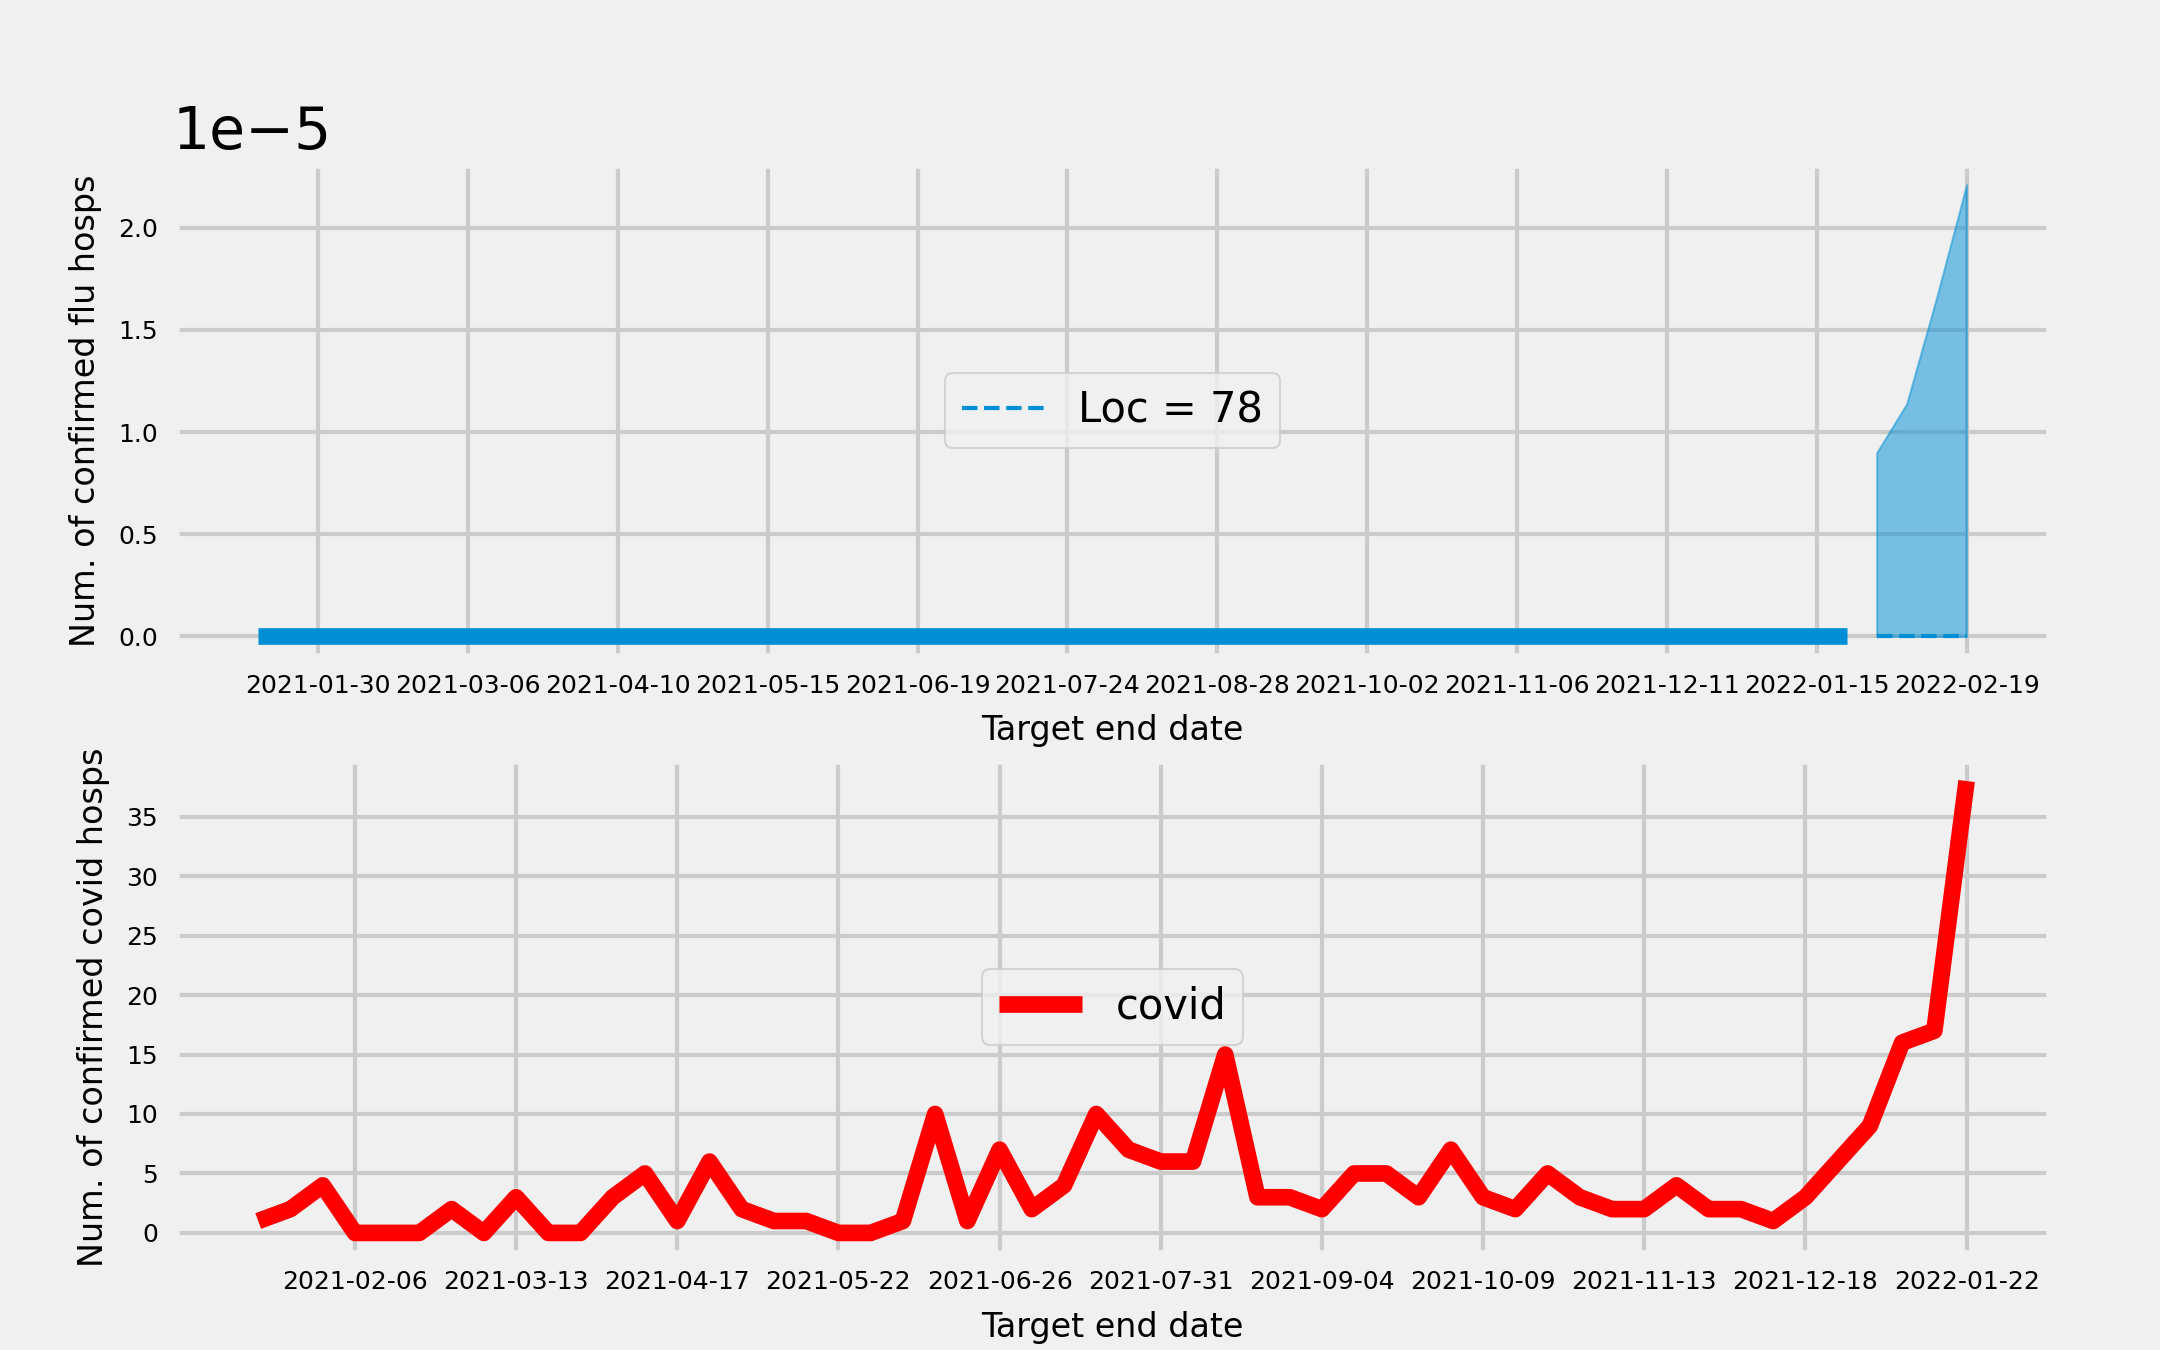 1e−5
Num. of confirmed flu hosps
2.0
1.5
1.0
0.5
0.0
Loc = 78
2021-01-30 2021-03-06 2021-04-10 2021-05-15 2021-06-19 2021-07-24 2021-08-28 2021-10-02 2021-11-06 2021-12-11 2022-01-15 2022-02-19
Target end date
Num. of confirmed covid hosps
35
30
25
20
15
10
5
0
covid
2021-02-06 2021-03-13 2021-04-17 2021-05-22 2021-06-26 2021-07-31 2021-09-04 2021-10-09 2021-11-13 2021-12-18 2022-01-22
Target end date